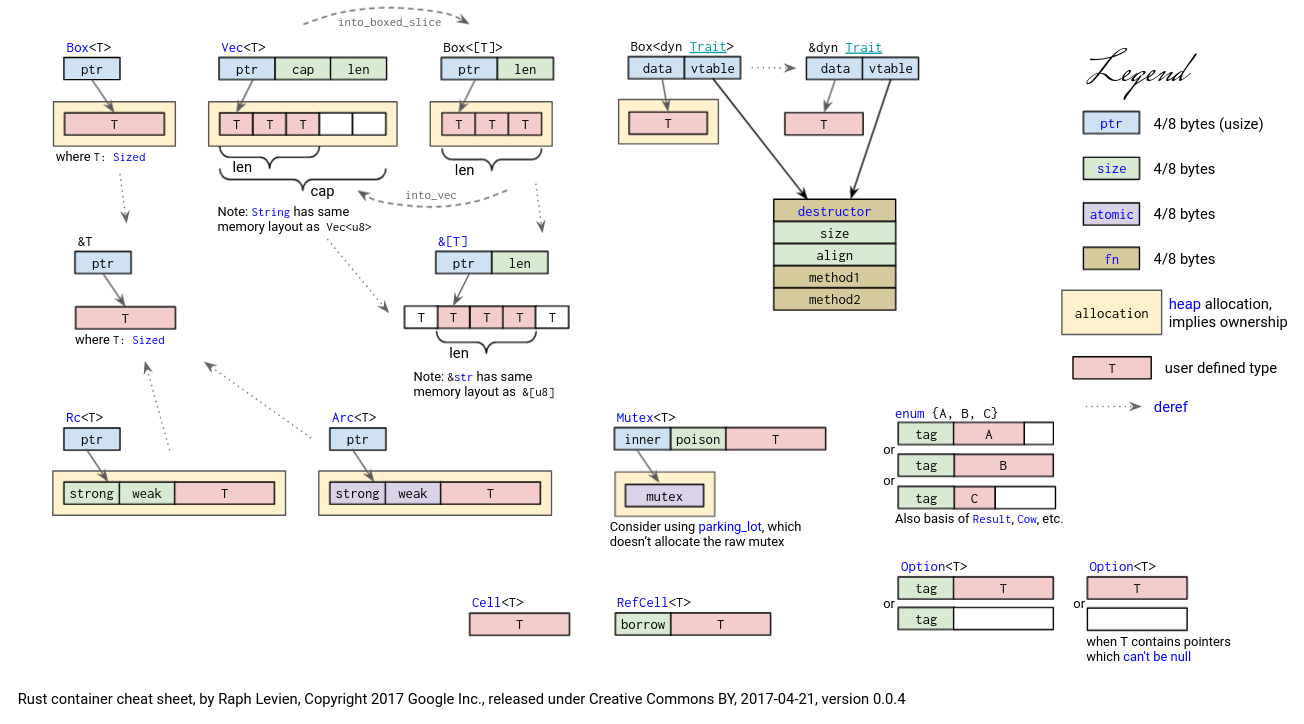 into_boxed_slice
Box<T>
ptr
T
where T: Sized
Vec<T>
ptr cap len
T T T
len
cap
Note: String has same
memory layout as Vec<u8>
Box<[T]>
ptr len
T T T
len
into_vec
Box<dyn Trait>
data vtable
T
&dyn Trait
data vtable
T
destructor
size
align
method1
method2
Legend
ptr 4/8 bytes (usize)
size 4/8 bytes
atomic 4/8 bytes
fn 4/8 bytes
allocation
heap allocation,
implies ownership
T user defined type
deref
&T
ptr
T
where T: Sized
&[T]
ptr len
T T T T T
len
Note: &str has same
memory layout as &[u8]
Rc<T>
ptr
strong weak T
Arc<T>
ptr
strong weak T
Mutex<T>
inner poison T
mutex
Consider using parking_lot, which
doesn't allocate the raw mutex
enum {A, B, C}
tag A
or
tag B
or
tag C
Also basis of Result, Cow, etc.
Cell<T>
T
RefCell<T>
borrow T
Option<T>
tag T
or
tag
Option<T>
T
or
when T contains pointers
which can't be null
Rust container cheat sheet, by Raph Levien, Copyright 2017 Google Inc., released under Creative Commons BY, 2017-04-21, version 0.0.4